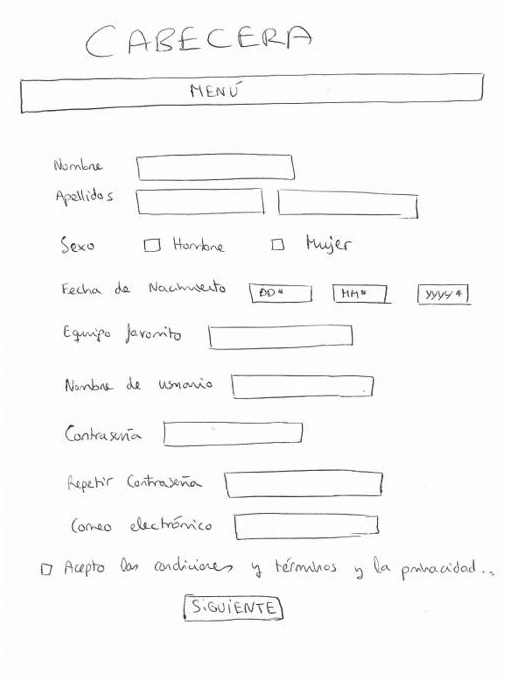 CABECERA
MENÚ
Nombre
Apellidos
Sexo Hombre Mujer
Fecha de Nacimiento DD* MM* YYYY*
Equipo favorito
Nombre de usuario
Contraseña
Repetir Contraseña
Correo electrónico
Acepto las condiciones y términos y la privacidad...
SIGUIENTE